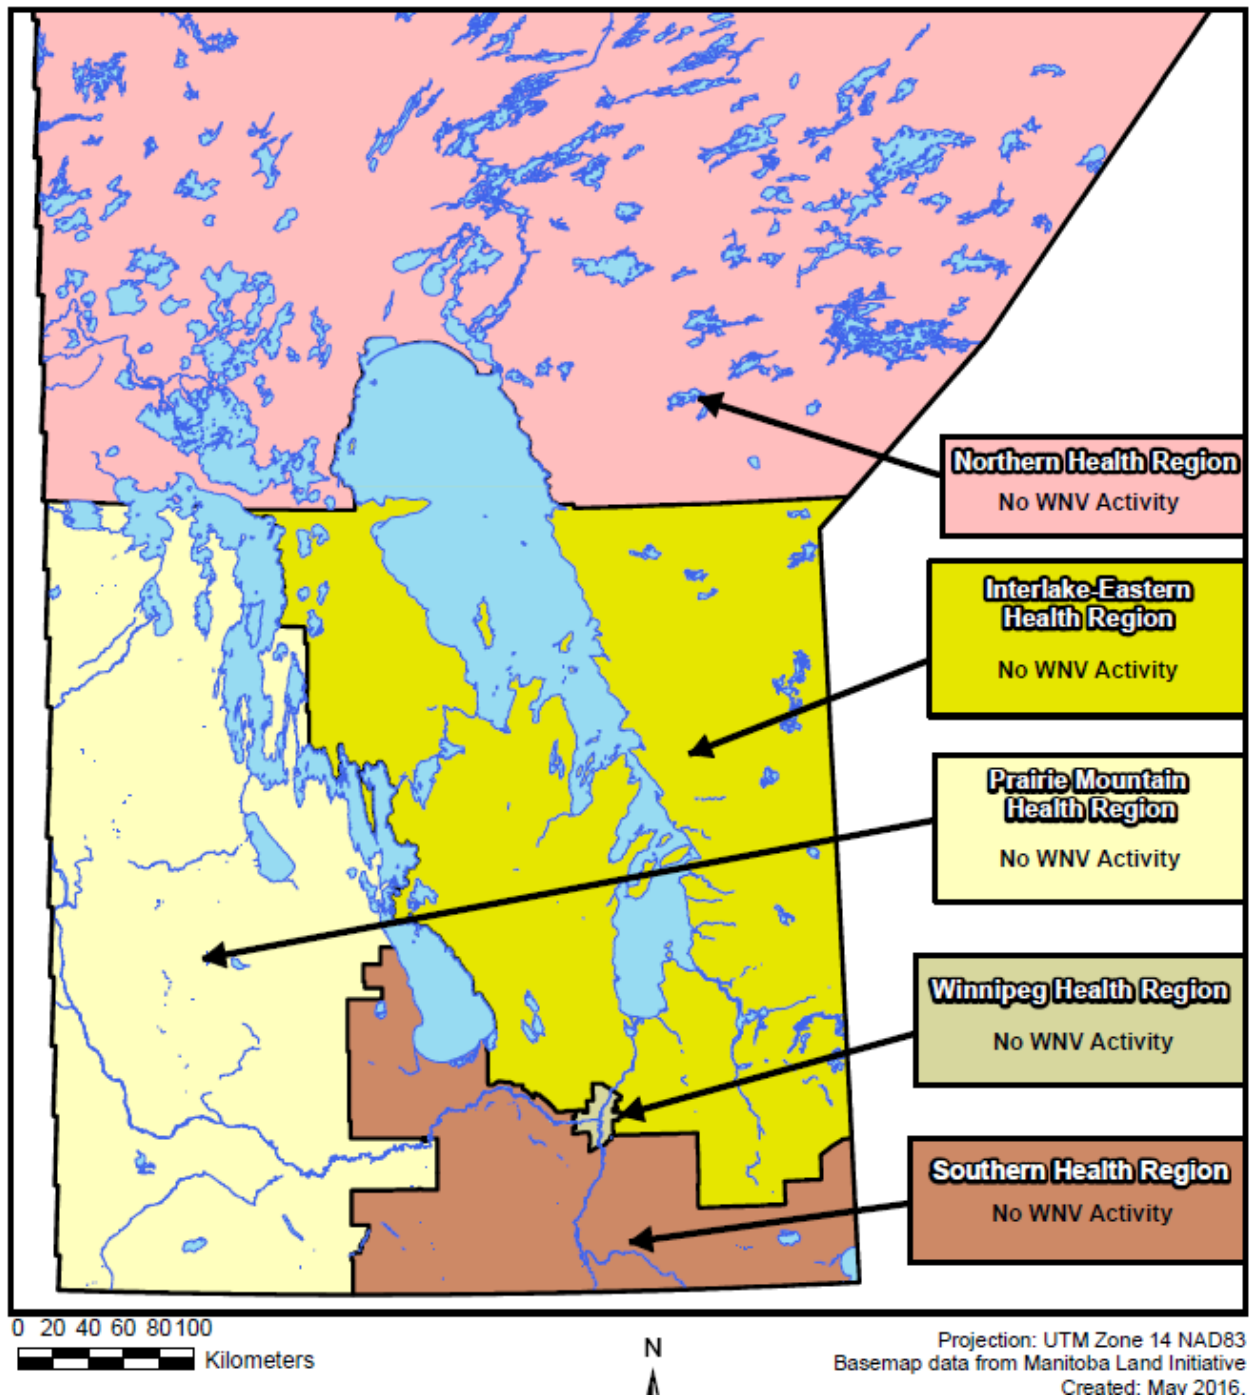 Northern Health Region
No WNV Activity
Interlake-Eastern
Health Region
No WNV Activity
Prairie Mountain
Health Region
No WNV Activity
Winnipeg Health Region
No WNV Activity
Southern Health Region
No WNV Activity
0 20 40 60 80 100
Kilometers
N
Projection: UTM Zone 14 NAD83
Basemap data from Manitoba Land Initiative
Created: May 2016.